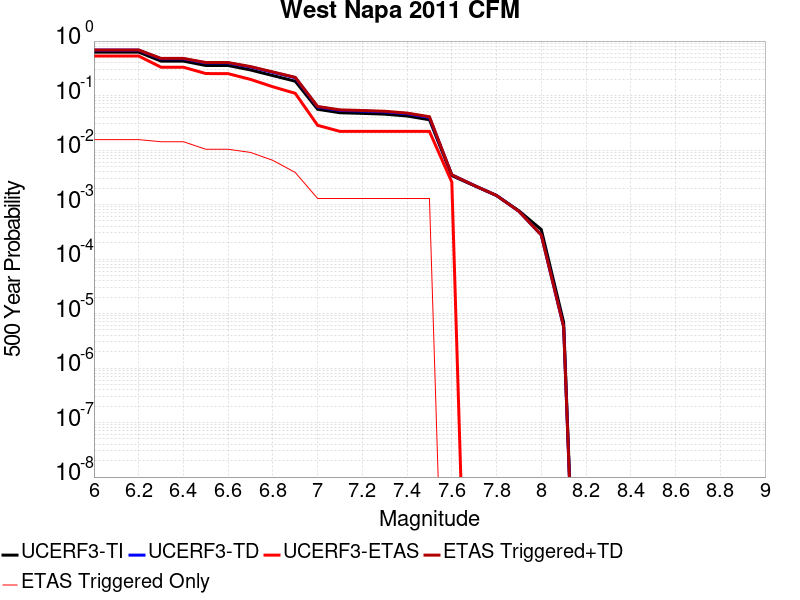 West Napa 2011 CFM
500 Year Probability
10^0
10^-1
10^-2
10^-3
10^-4
10^-5
10^-6
10^-7
10^-8
6 6.2 6.4 6.6 6.8 7 7.2 7.4 7.6 7.8 8 8.2 8.4 8.6 8.8 9
Magnitude
UCERF3-TI UCERF3-TD UCERF3-ETAS ETAS Triggered+TD
ETAS Triggered Only